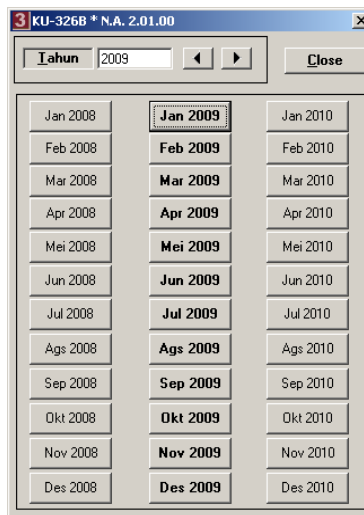 3 KU-326B * N.A. 2.01.00
Tahun 2009 Close
Jan 2008 Jan 2009 Jan 2010
Feb 2008 Feb 2009 Feb 2010
Mar 2008 Mar 2009 Mar 2010
Apr 2008 Apr 2009 Apr 2010
Mei 2008 Mei 2009 Mei 2010
Jun 2008 Jun 2009 Jun 2010
Jul 2008 Jul 2009 Jul 2010
Ags 2008 Ags 2009 Ags 2010
Sep 2008 Sep 2009 Sep 2010
Okt 2008 Okt 2009 Okt 2010
Nov 2008 Nov 2009 Nov 2010
Des 2008 Des 2009 Des 2010